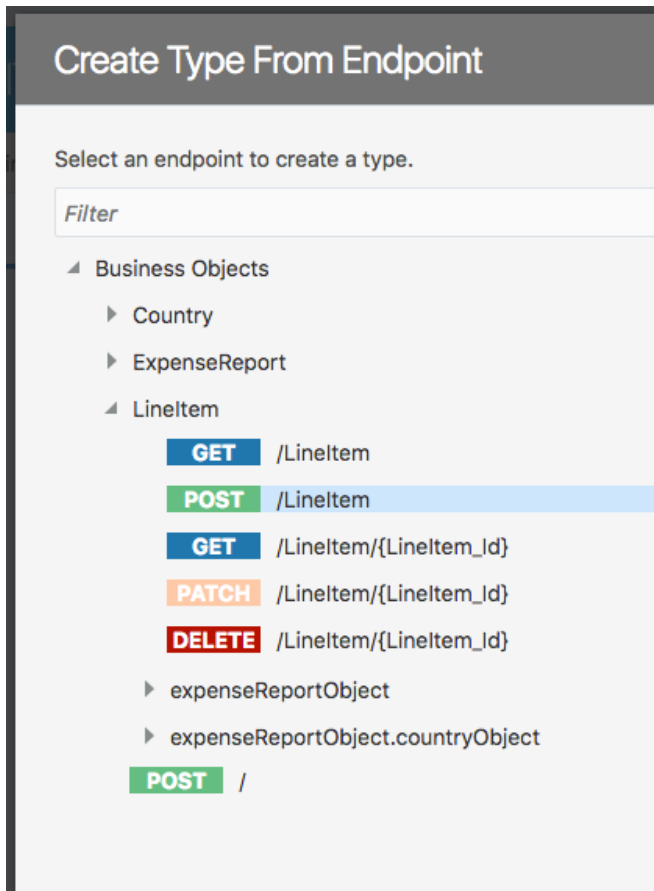 Create Type From Endpoint
Select an endpoint to create a type.
Filter
Business Objects
Country
ExpenseReport
LineItem
GET /LineItem
POST /LineItem
GET /LineItem/{LineItem_Id}
PATCH /LineItem/{LineItem_Id}
DELETE /LineItem/{LineItem_Id}
expenseReportObject
expenseReportObject.countryObject
POST /